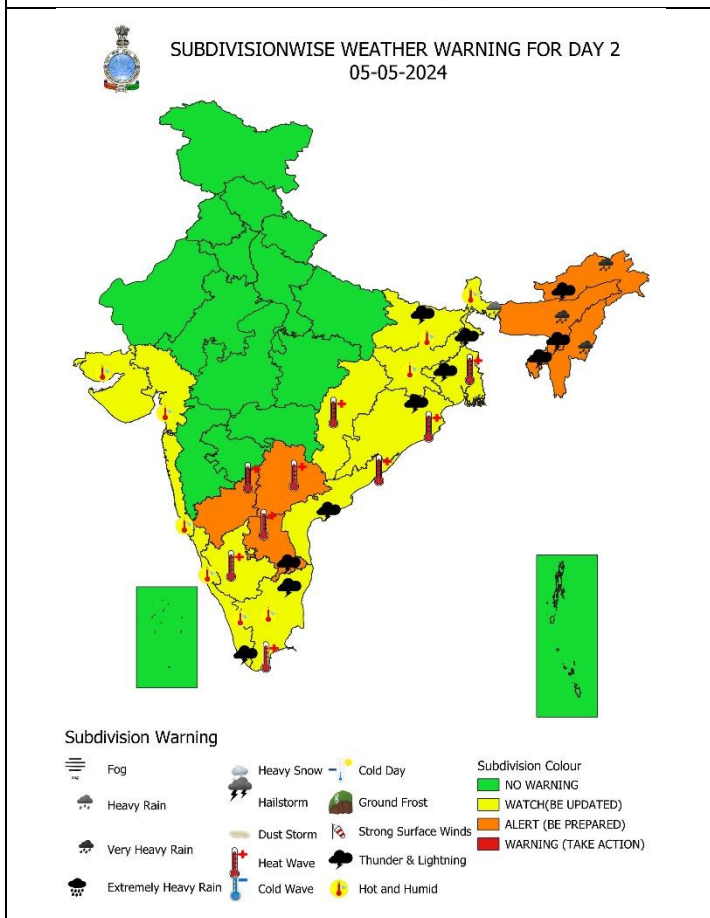 SUBDIVISIONWISE WEATHER WARNING FOR DAY 2
05-05-2024
Subdivision Warning
Fog
Heavy Rain
Very Heavy Rain
Extremely Heavy Rain
Heavy Snow
Hailstorm
Dust Storm
Heat Wave
Cold Wave
Cold Day
Ground Frost
Strong Surface Winds
Thunder & Lightning
Hot and Humid
Subdivision Colour
NO WARNING
WATCH(BE UPDATED)
ALERT (BE PREPARED)
WARNING (TAKE ACTION)